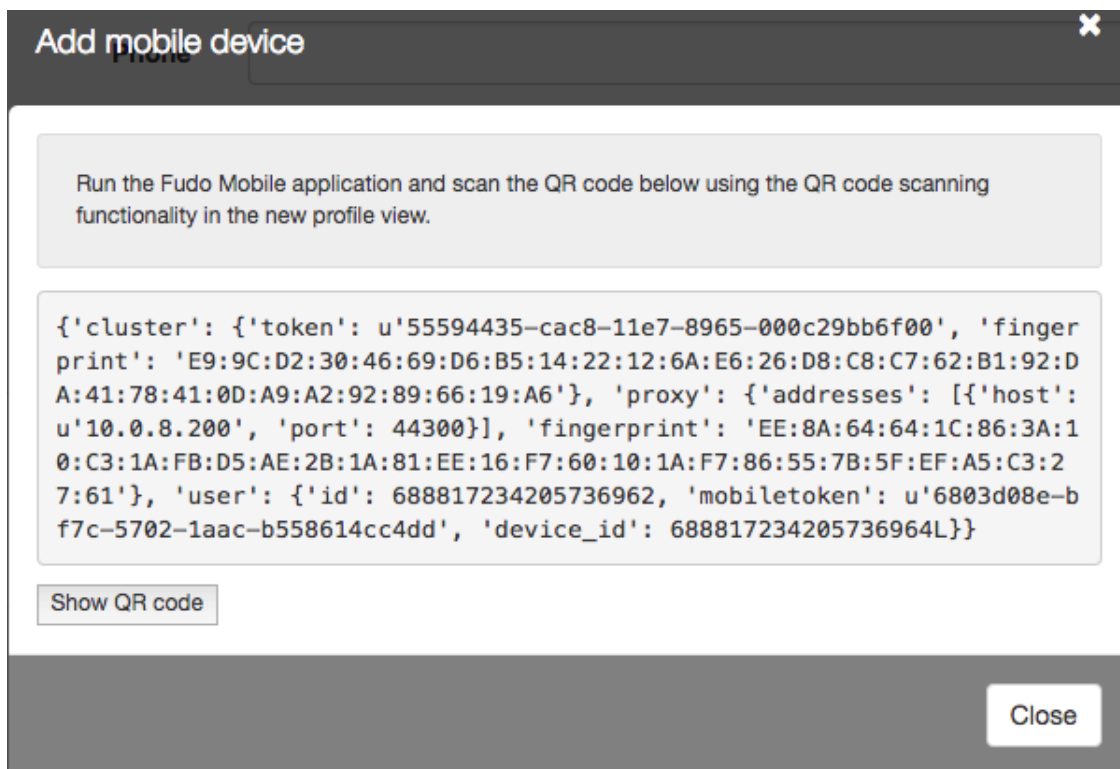 Add mobile device
Phone
Run the Fudo Mobile application and scan the QR code below using the QR code scanning
functionality in the new profile view.
{'cluster': {'token': u'55594435-cac8-11e7-8965-000c29bb6f00', 'finger
print': 'E9:9C:D2:30:46:69:D6:B5:14:22:12:6A:E6:26:D8:C8:C7:62:B1:92:D
A:41:78:41:0D:A9:A2:92:89:66:19:A6'}, 'proxy': {'addresses': [{'host':
u'10.0.8.200', 'port': 44300}], 'fingerprint': 'EE:8A:64:64:1C:86:3A:1
0:C3:1A:FB:D5:AE:2B:1A:81:EE:16:F7:60:10:1A:F7:86:55:7B:5F:EF:A5:C3:2
7:61'}, 'user': {'id': 688817234205736962, 'mobiletoken': u'6803d08e-b
f7c-5702-1aac-b558614cc4dd', 'device_id': 688817234205736964L}}
Show QR code
Close